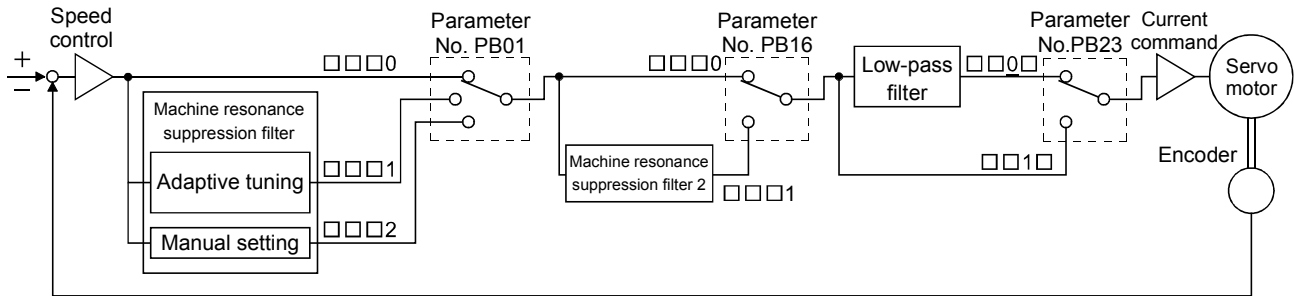 Speed
control
+
−
□□□0
Machine resonance
suppression filter
Adaptive tuning
□□□1
Manual setting
□□□2
Parameter
No. PB01
□□□0
Machine resonance
suppression filter 2
□□□1
Parameter
No. PB16
Low-pass
filter
□□0□
□□1□
Parameter
No.PB23
Current
command
Servo
motor
Encoder